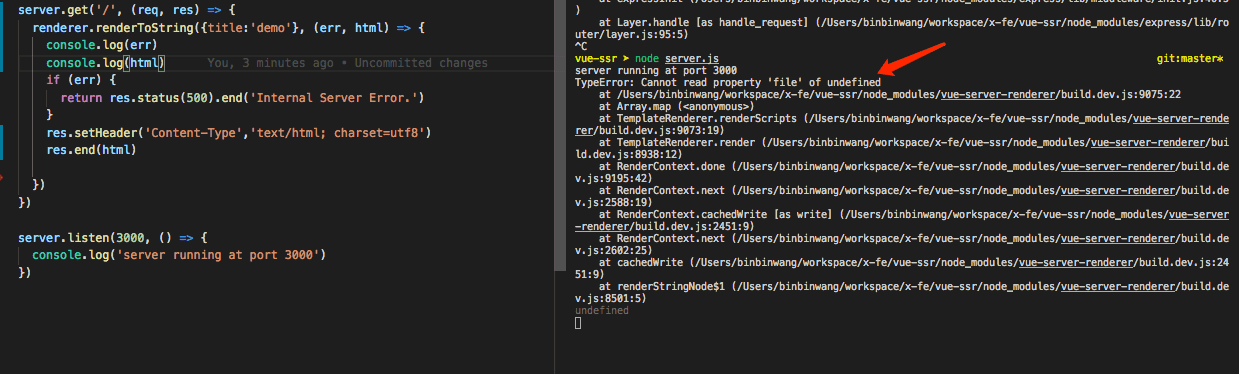 server.get('/', (req, res) => {
renderer.renderToString({title:'demo'}, (err, html) => {
console.log(err)
console.log(html) You, 3 minutes ago • Uncommitted changes
if (err) {
return res.status(500).end('Internal Server Error.')
}
res.setHeader('Content-Type','text/html; charset=utf8')
res.end(html)
})
})
server.listen(3000, () => {
console.log('server running at port 3000')
})
)
at Layer.handle [as handle_request] (/Users/binbinwang/workspace/x-fe/vue-ssr/node_modules/express/lib/ro
uter/layer.js:95:5)
^C
vue-ssr ➤ node server.js git:master*
server running at port 3000
TypeError: Cannot read property 'file' of undefined
at /Users/binbinwang/workspace/x-fe/vue-ssr/node_modules/vue-server-renderer/build.dev.js:9075:22
at Array.map (<anonymous>)
at TemplateRenderer.renderScripts (/Users/binbinwang/workspace/x-fe/vue-ssr/node_modules/vue-server-rende
rer/build.dev.js:9073:19)
at TemplateRenderer.render (/Users/binbinwang/workspace/x-fe/vue-ssr/node_modules/vue-server-renderer/bui
ld.dev.js:8938:12)
at RenderContext.done (/Users/binbinwang/workspace/x-fe/vue-ssr/node_modules/vue-server-renderer/build.de
v.js:9195:42)
at RenderContext.next (/Users/binbinwang/workspace/x-fe/vue-ssr/node_modules/vue-server-renderer/build.de
v.js:2588:19)
at RenderContext.cachedWrite [as write] (/Users/binbinwang/workspace/x-fe/vue-ssr/node_modules/vue-server
-renderer/build.dev.js:2451:9)
at RenderContext.next (/Users/binbinwang/workspace/x-fe/vue-ssr/node_modules/vue-server-renderer/build.de
v.js:2602:25)
at cachedWrite (/Users/binbinwang/workspace/x-fe/vue-ssr/node_modules/vue-server-renderer/build.dev.js:24
51:9)
at renderStringNode$1 (/Users/binbinwang/workspace/x-fe/vue-ssr/node_modules/vue-server-renderer/build.de
v.js:8501:5)
undefined